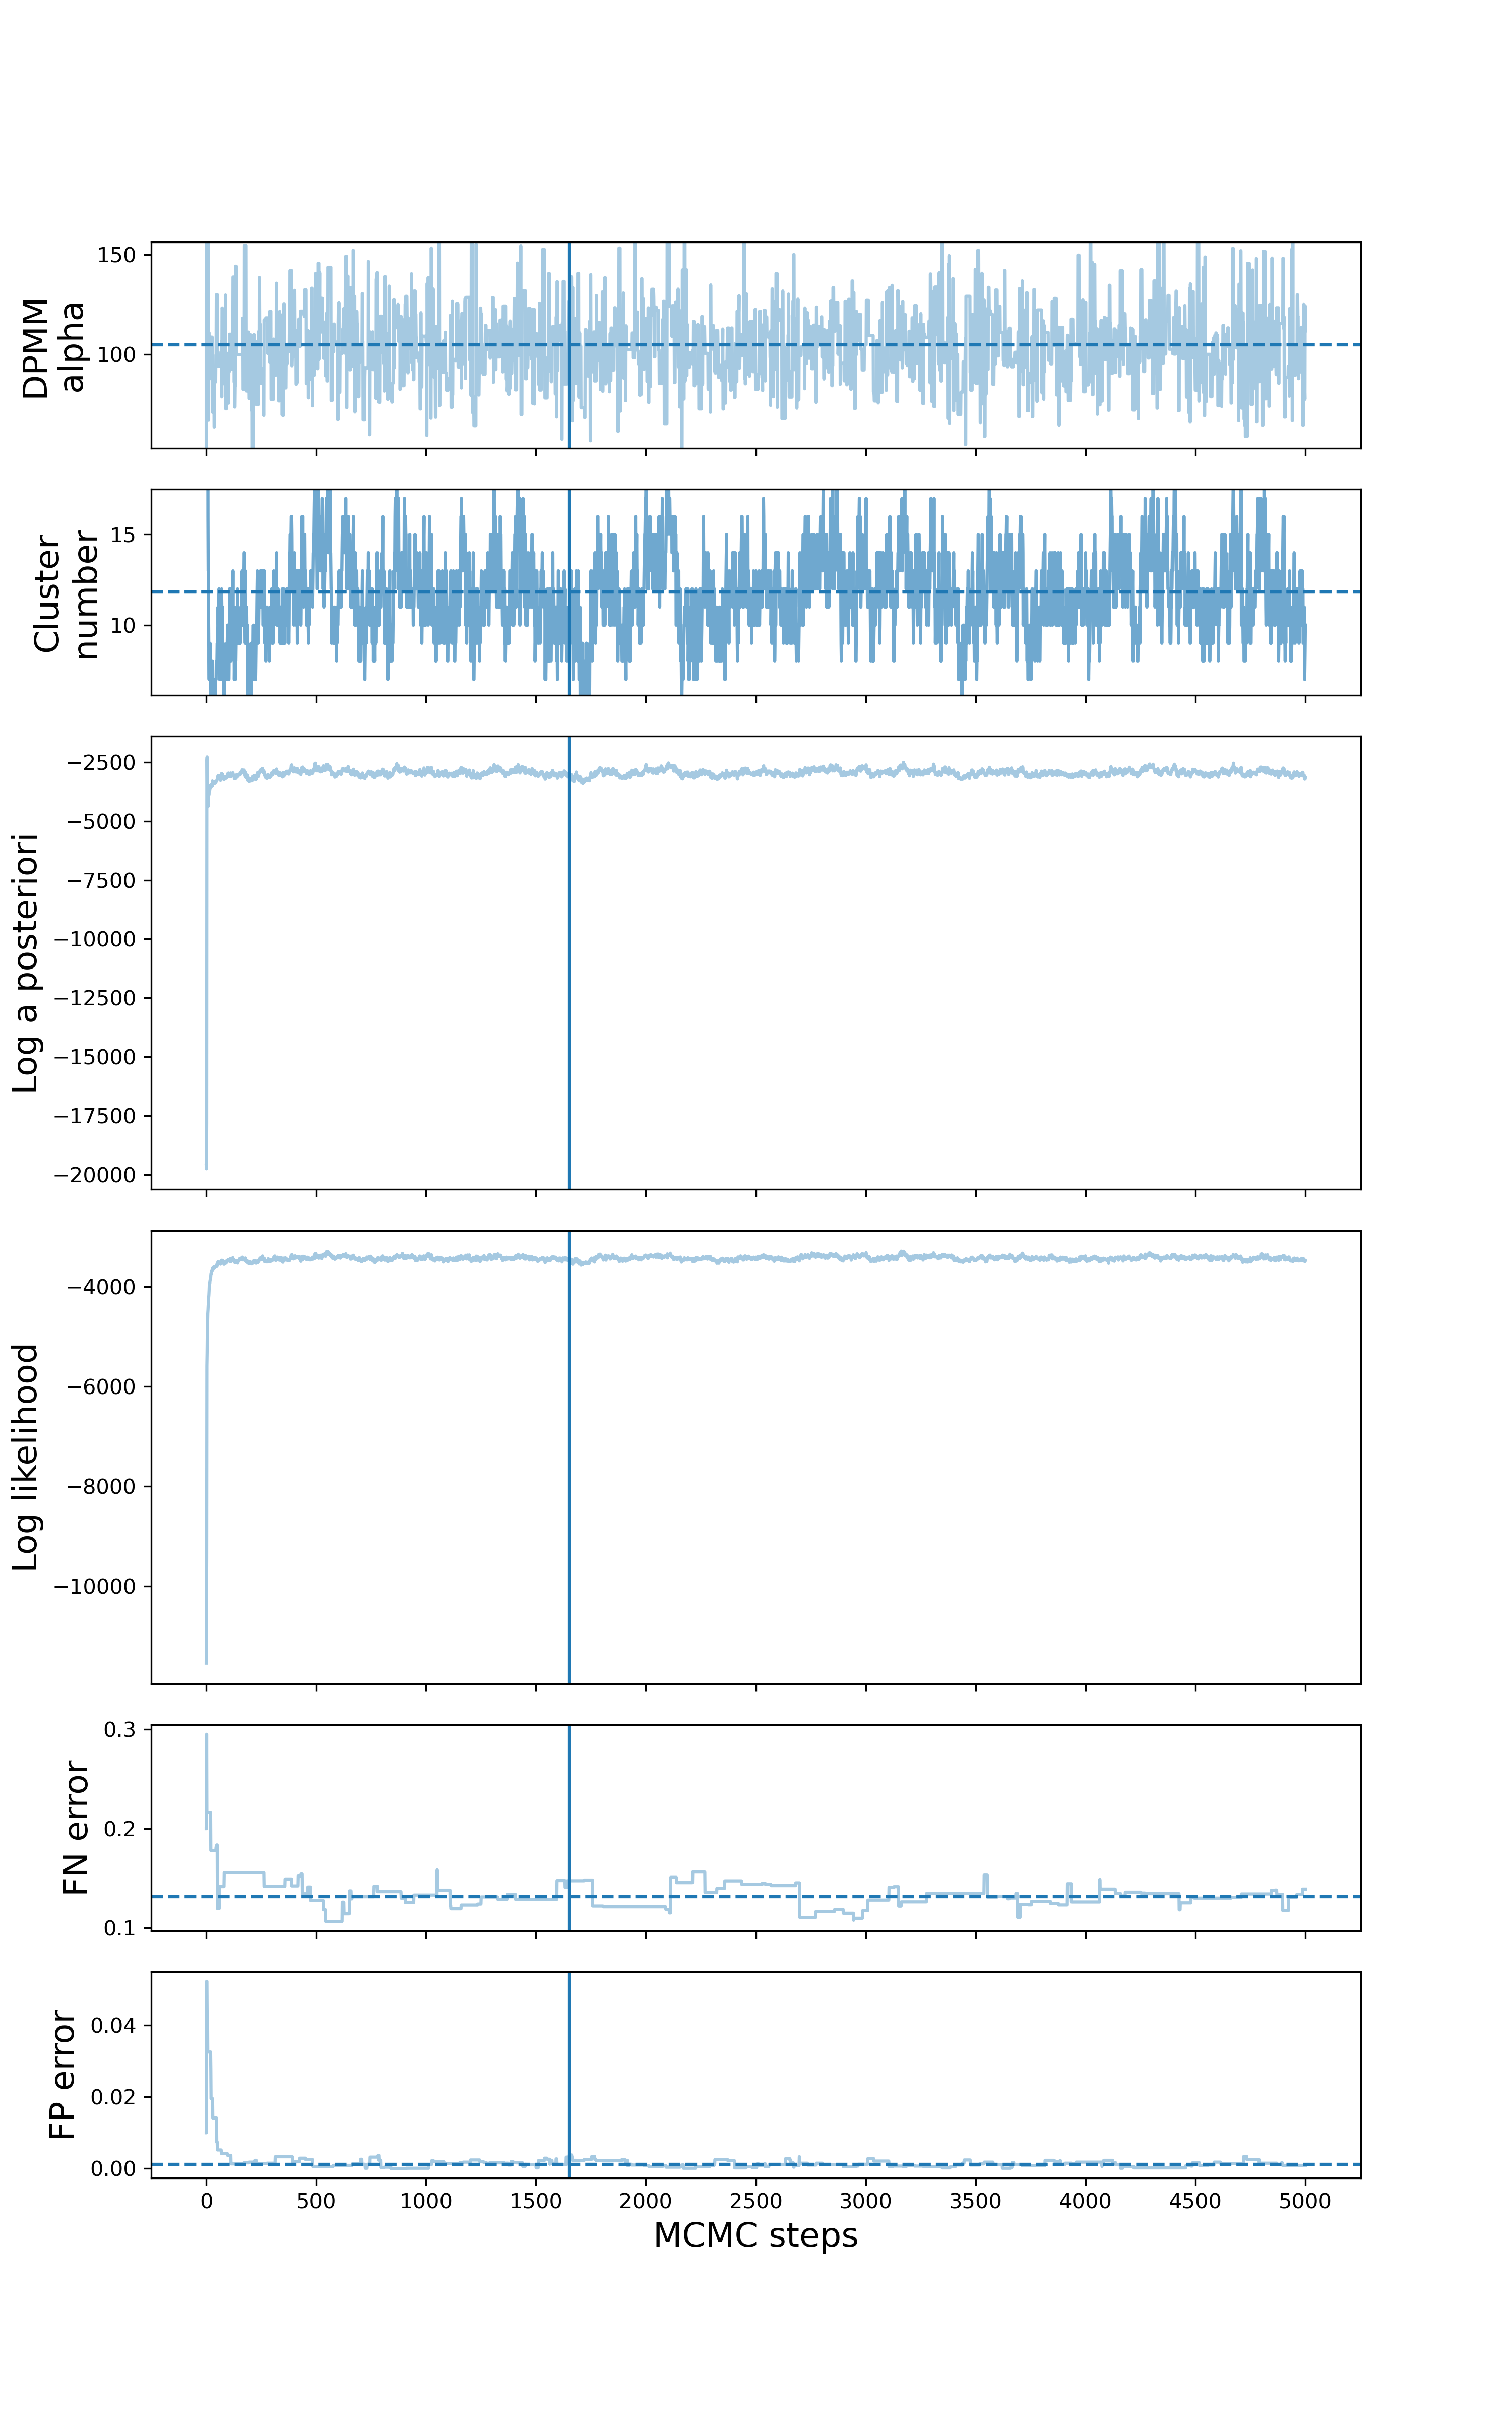 DPMM
alpha
150
100
Cluster
number
15
10
Log a posteriori
−2500
−5000
−7500
−10000
−12500
−15000
−17500
−20000
Log likelihood
−4000
−6000
−8000
−10000
FN error
0.3
0.2
0.1
FP error
0.04
0.02
0.00
0 500 1000 1500 2000 2500 3000 3500 4000 4500 5000
MCMC steps